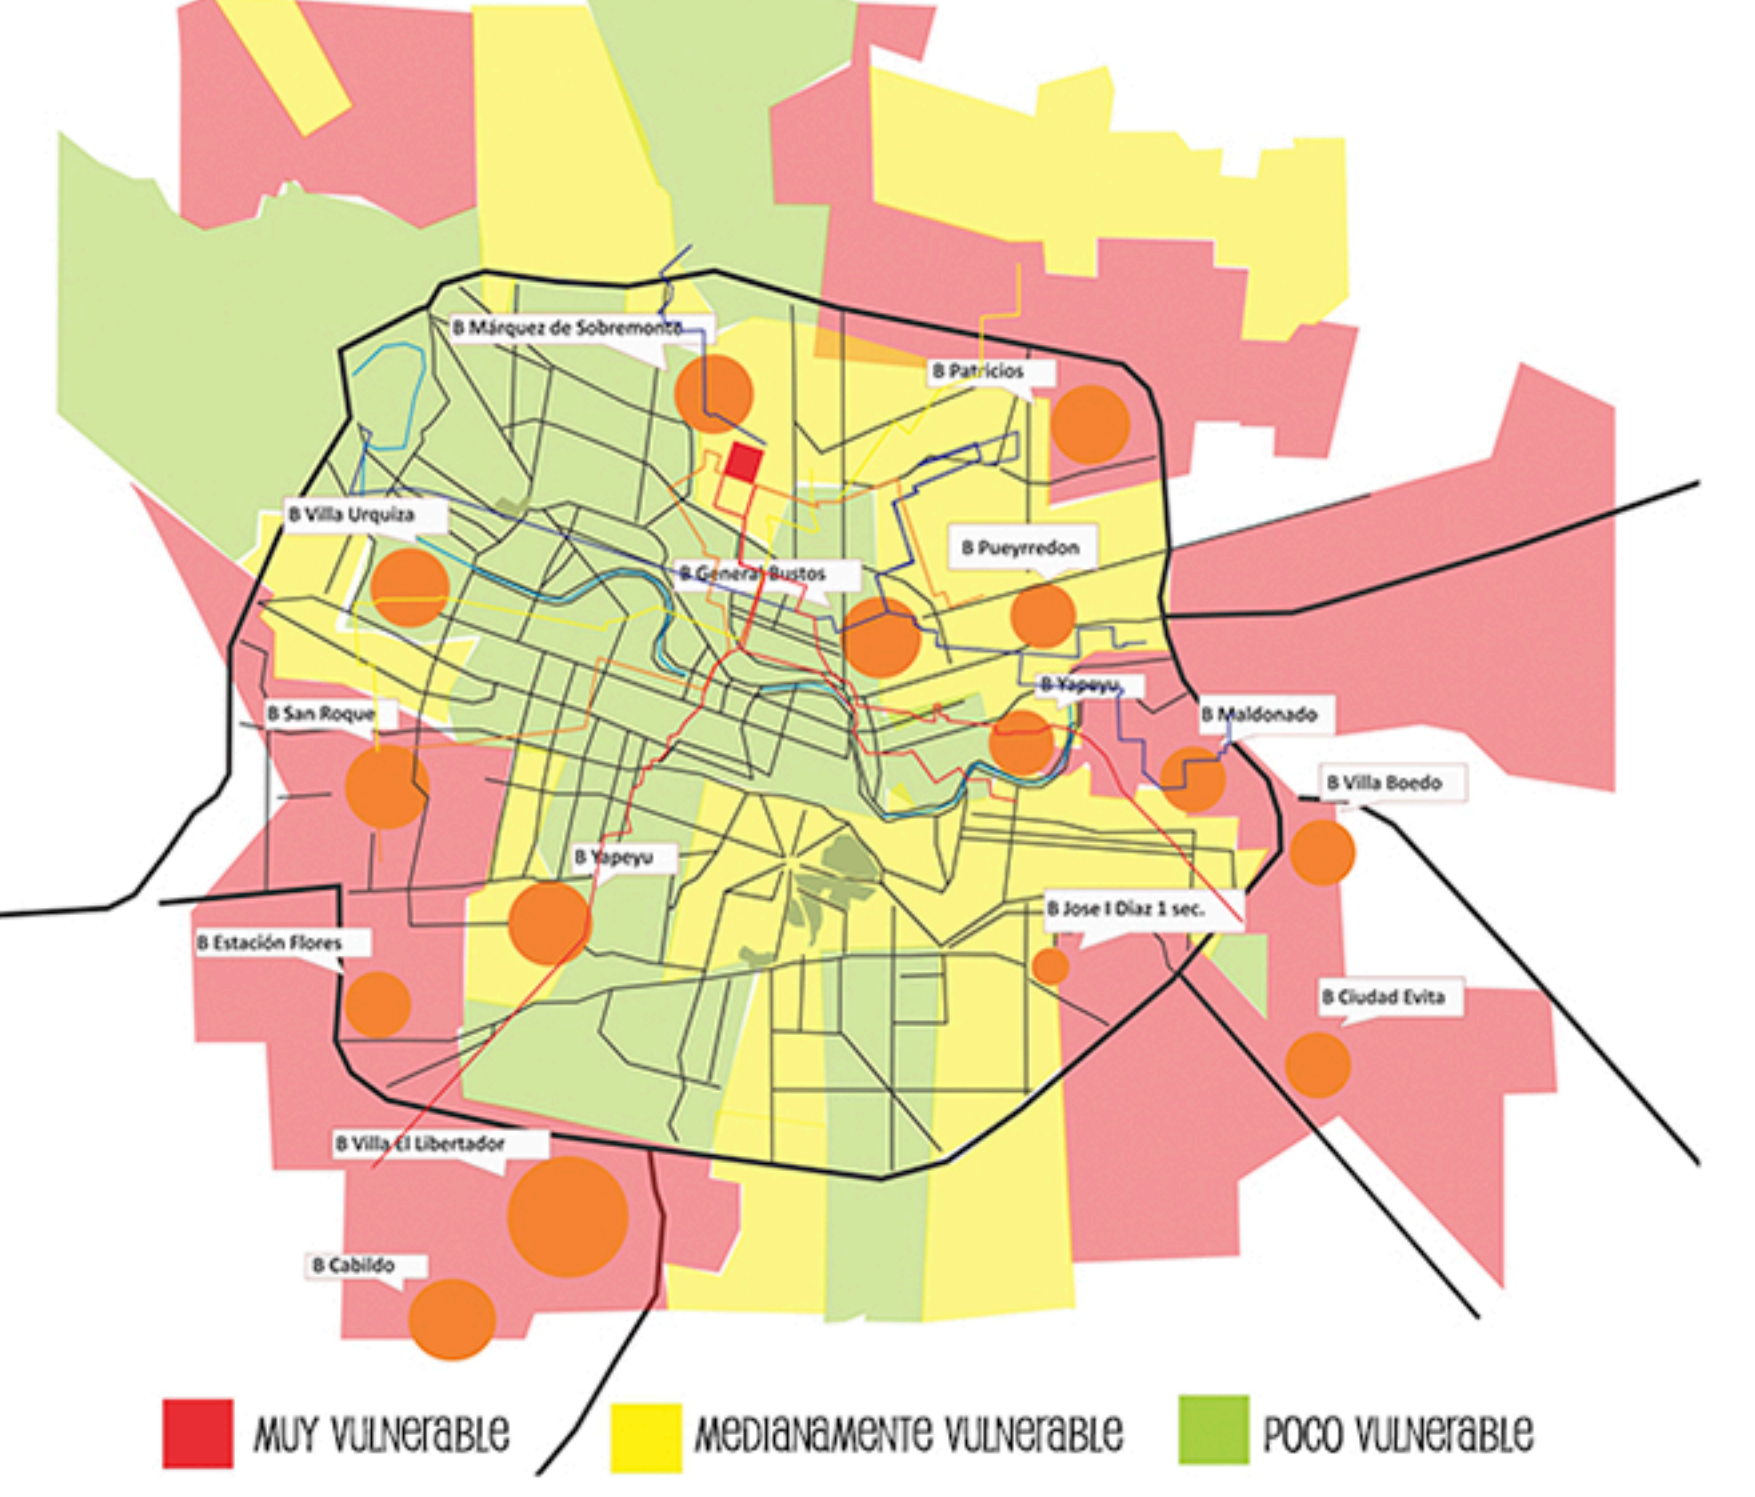 B Márquez de Sobremonte
B Patricios
B Villa Urquiza
B Pueyrredon
B General Bustos
B Yapeyu
B San Roque
B Maldonado
B Villa Boedo
B Yapeyu
B Jose I Diaz 1 sec.
B Estación Flores
B Ciudad Evita
B Villa El Libertador
B Cabildo
MUY VULNERABLE
MEDIANAMENTE VULNERABLE
POCO VULNERABLE